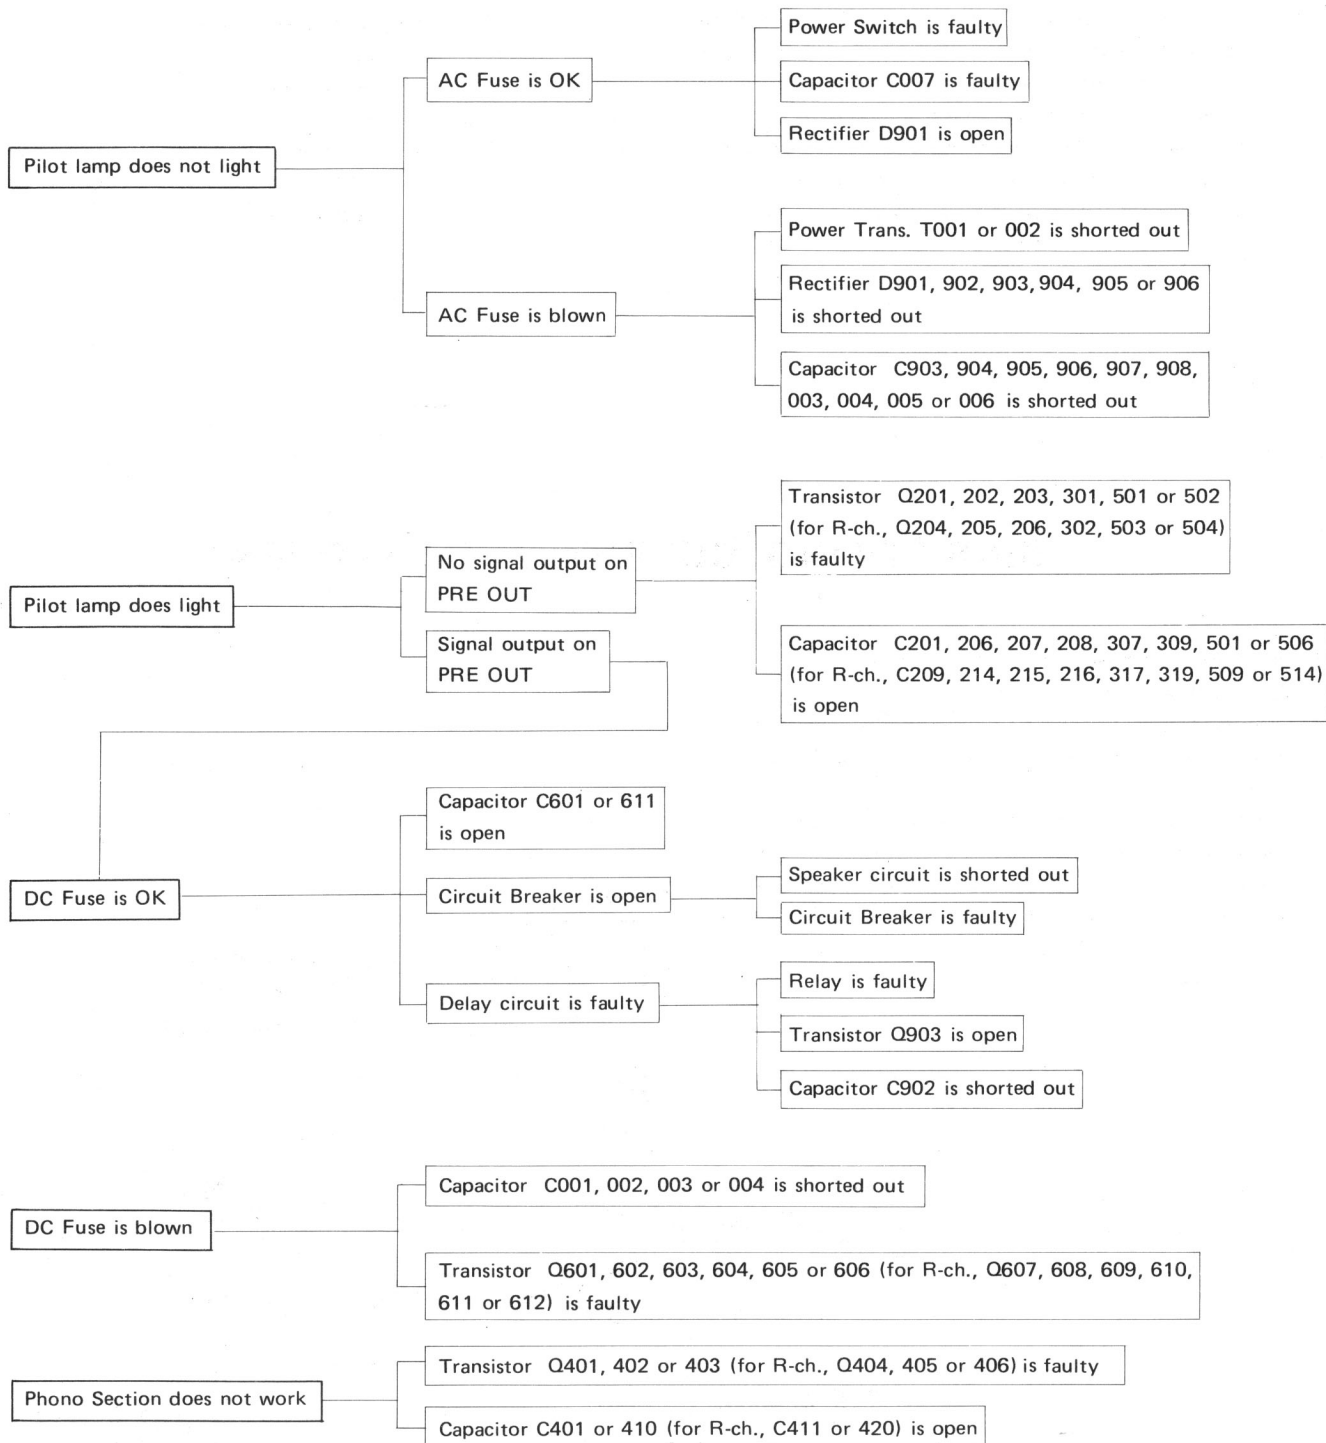 Power Switch is faulty
AC Fuse is OK
Capacitor C007 is faulty
Rectifier D901 is open
Pilot lamp does not light
Power Trans. T001 or 002 is shorted out
Rectifier D901, 902, 903, 904, 905 or 906
is shorted out
AC Fuse is blown
Capacitor C903, 904, 905, 906, 907, 908,
003, 004, 005 or 006 is shorted out
Transistor Q201, 202, 203, 301, 501 or 502
(for R-ch., Q204, 205, 206, 302, 503 or 504)
is faulty
No signal output on
PRE OUT
Pilot lamp does light
Signal output on
PRE OUT
Capacitor C201, 206, 207, 208, 307, 309, 501 or 506
(for R-ch., C209, 214, 215, 216, 317, 319, 509 or 514)
is open
Capacitor C601 or 611
is open
DC Fuse is OK
Circuit Breaker is open
Speaker circuit is shorted out
Circuit Breaker is faulty
Delay circuit is faulty
Relay is faulty
Transistor Q903 is open
Capacitor C902 is shorted out
Capacitor C001, 002, 003 or 004 is shorted out
DC Fuse is blown
Transistor Q601, 602, 603, 604, 605 or 606 (for R-ch., Q607, 608, 609, 610,
611 or 612) is faulty
Transistor Q401, 402 or 403 (for R-ch., Q404, 405 or 406) is faulty
Phono Section does not work
Capacitor C401 or 410 (for R-ch., C411 or 420) is open